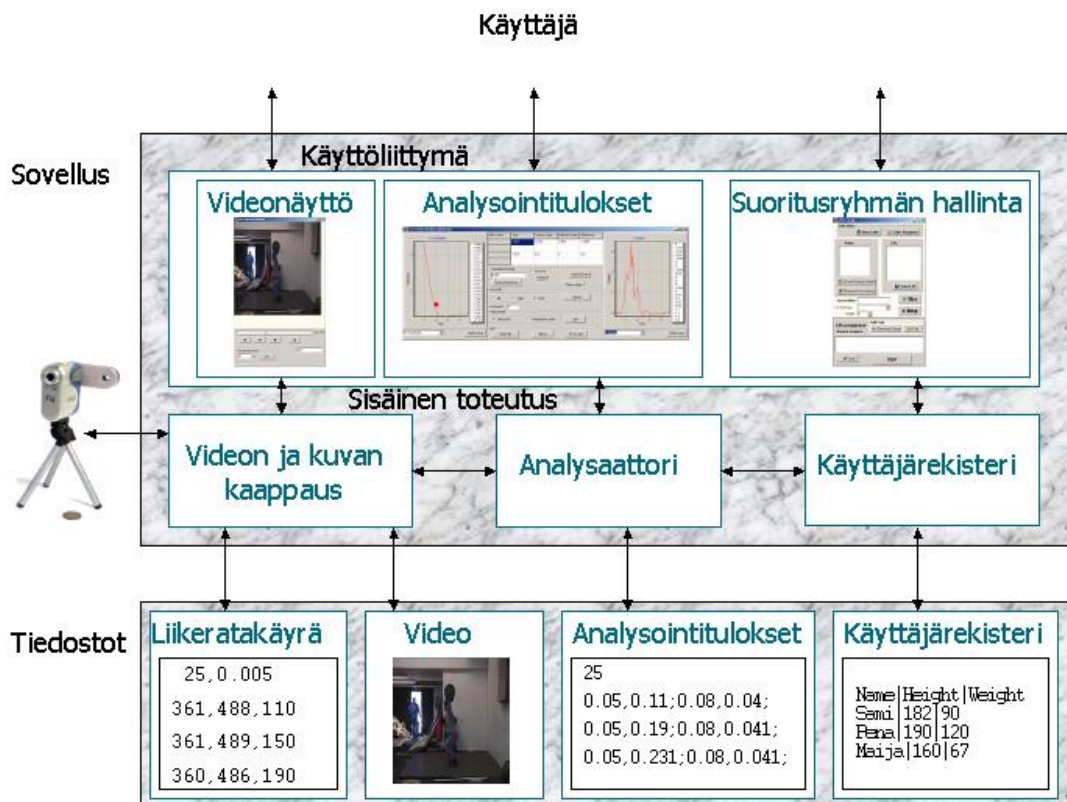 Käyttäjä
Sovellus
Käyttöliittymä
Videonäyttö
Analysointitulokset
Suoritusryhmän hallinta
Sisäinen toteutus
Videon ja kuvan
kaappaus
Analysaattori
Käyttäjärekisteri
Tiedostot
Liikeratakäyrä
25,0.005
361,488,110
361,489,150
360,486,190
Video
Analysointitulokset
25
0.05,0.11;0.08,0.04;
0.05,0.19;0.08,0.041;
0.05,0.231;0.08,0.041;
Käyttäjärekisteri
Name|Height|Weight
Sami|182|90
Pena|190|120
Maija|160|67